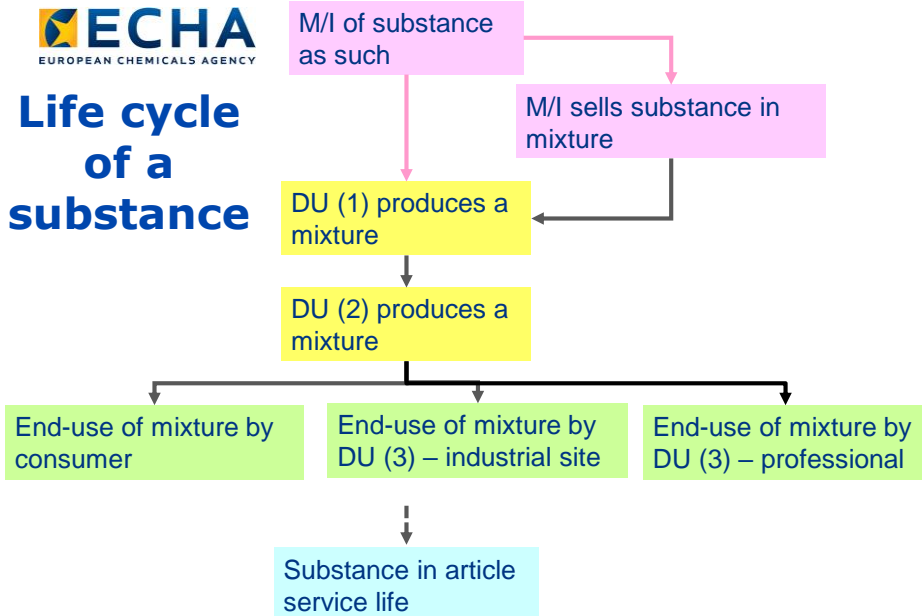 ECHA
EUROPEAN CHEMICALS AGENCY
Life cycle
of a
substance
M/I of substance
as such
M/I sells substance in
mixture
DU (1) produces a
mixture
DU (2) produces a
mixture
End-use of mixture by
consumer
End-use of mixture by
DU (3) – industrial site
End-use of mixture by
DU (3) – professional
Substance in article
service life